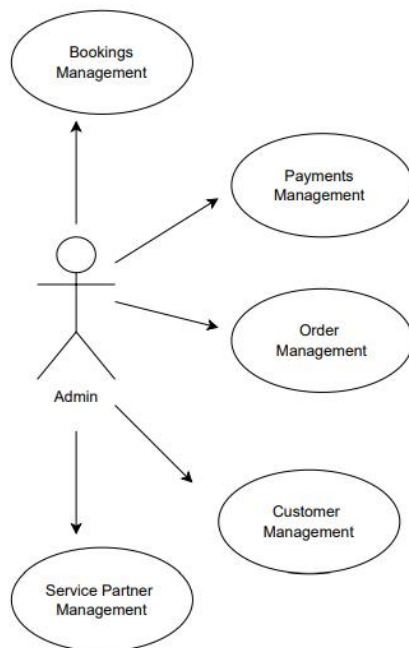 Bookings
Management
Payments
Management
Order
Management
Admin
Customer
Management
Service Partner
Management